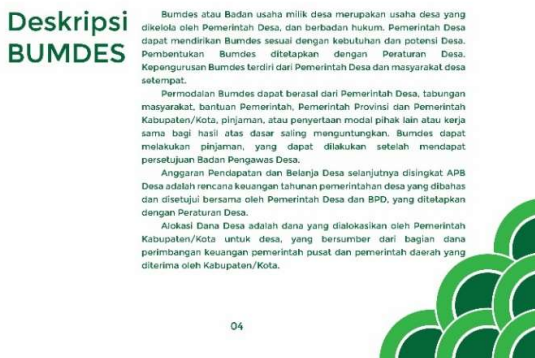 Deskripsi
BUMDES
Bumdes atau Badan usaha milik desa merupakan usaha desa yang
dikelola oleh Pemerintah Desa, dan berbadan hukum. Pemerintah Desa
dapat mendirikan Bumdes sesuai dengan kebutuhan dan potensi Desa.
Pembentukan Bumdes ditetapkan dengan Peraturan Desa.
Kepengurusan Bumdes terdiri dari Pemerintah Desa dan masyarakat desa
setempat.
Permodalan Bumdes dapat berasal dari Pemerintah Desa, tabungan
masyarakat, bantuan Pemerintah, Pemerintah Provinsi dan Pemerintah
Kabupaten/Kota, pinjaman, atau penyertaan modal pihak lain atau kerja
sama bagi hasil atas dasar saling menguntungkan. Bumdes dapat
melakukan pinjaman, yang dapat dilakukan setelah mendapat
persetujuan Badan Pengawas Desa.
Anggaran Pendapatan dan Belanja Desa selanjutnya disingkat APB
Desa adalah rencana keuangan tahunan pemerintahan desa yang dibahas
dan disetujui bersama oleh Pemerintah Desa dan BPD, yang ditetapkan
dengan Peraturan Desa.
Alokasi Dana Desa adalah dana yang dialokasikan oleh Pemerintah
Kabupaten/Kota untuk desa, yang bersumber dari bagian dana
perimbangan keuangan pemerintah pusat dan pemerintah daerah yang
diterima oleh Kabupaten/Kota.
04